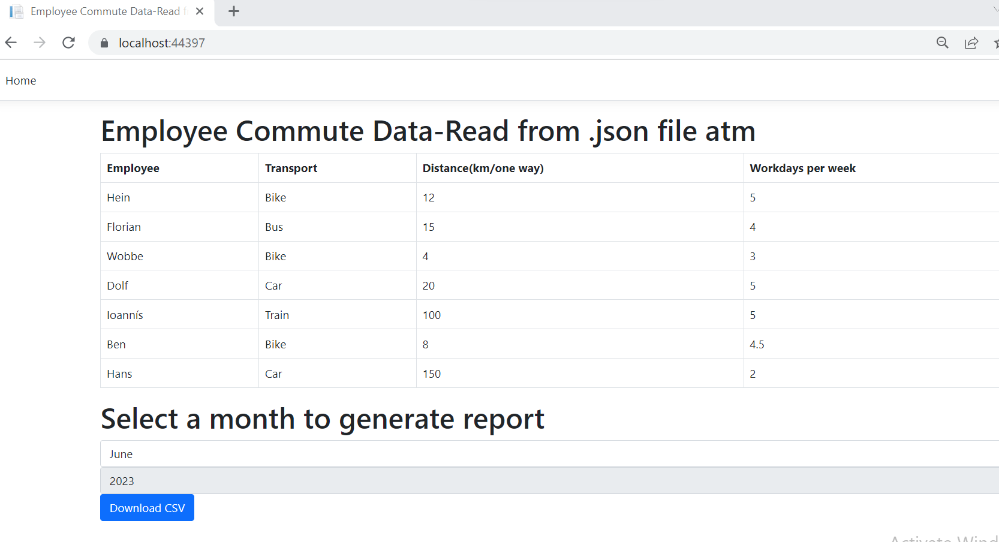 Employee Commute Data-Read
localhost:44397
Home
Employee Commute Data-Read from .json file atm
Employee Transport Distance(km/one way) Workdays per week
Hein Bike 12 5
Florian Bus 15 4
Wobbe Bike 4 3
Dolf Car 20 5
Ioannís Train 100 5
Ben Bike 8 4.5
Hans Car 150 2
Select a month to generate report
June
2023
Download CSV
Activate Wind